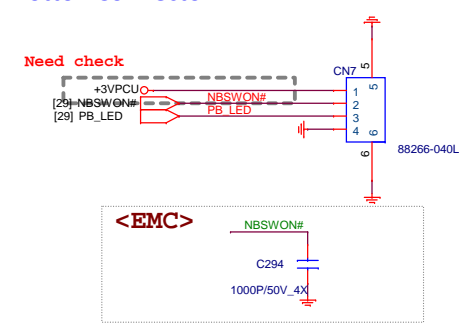 Need check
CN7
5
+3VPCU
1
5
[29] NBSWON#
NBSWON#
2
[29] PB_LED
PB_LED
3
4
6
6
88266-040L
<EMC>
NBSWON#
C294
1000P/50V_4X